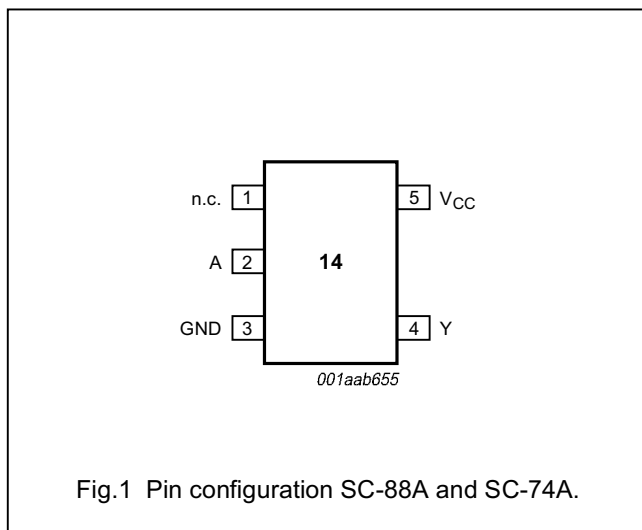 n.c. 1 5 VCC
A 2 14
GND 3 4 Y
001aab655
Fig.1 Pin configuration SC-88A and SC-74A.